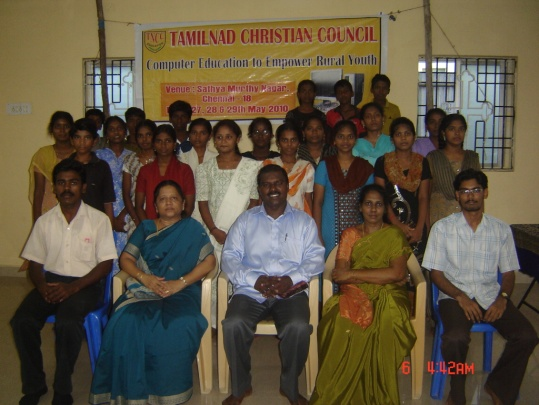 TNCC
TAMILNAD CHRISTIAN COUNCIL
Computer Education to Empower Rural Youth
Venue: Sathya Nagar,
Chennai - 18
27, 28 & 29th May 2010
6 4:42AM